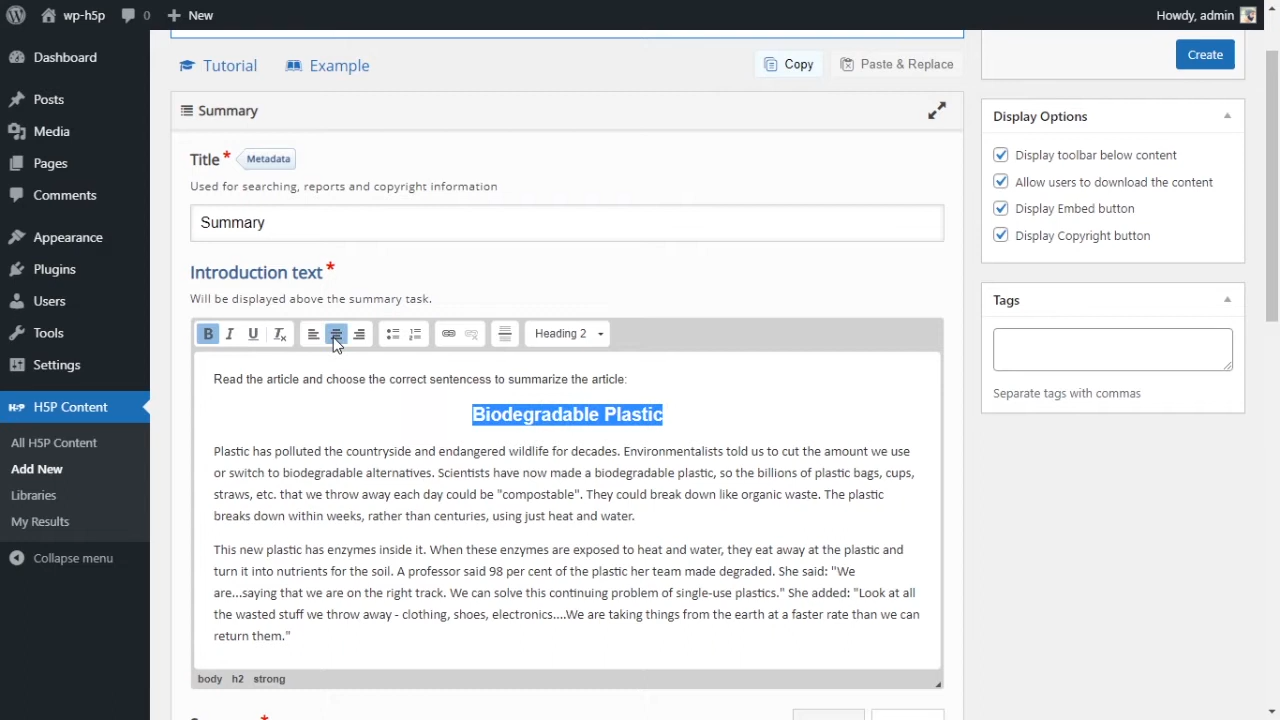 wp-h5p 0 New Howdy, admin
Dashboard
Posts
Media
Pages
Comments
Appearance
Plugins
Users
Tools
Settings
H5P H5P Content
All H5P Content
Add New
Libraries
My Results
Collapse menu
Tutorial Example Copy Paste & Replace
Summary
Title * Metadata
Used for searching, reports and copyright information
Summary
Introduction text *
Will be displayed above the summary task.
B I U Tx Heading 2
Read the article and choose the correct sentencess to summarize the article:
Biodegradable Plastic
Plastic has polluted the countryside and endangered wildlife for decades. Environmentalists told us to cut the amount we use
or switch to biodegradable alternatives. Scientists have now made a biodegradable plastic, so the billions of plastic bags, cups,
straws, etc. that we throw away each day could be "compostable". They could break down like organic waste. The plastic
breaks down within weeks, rather than centuries, using just heat and water.
This new plastic has enzymes inside it. When these enzymes are exposed to heat and water, they eat away at the plastic and
turn it into nutrients for the soil. A professor said 98 per cent of the plastic her team made degraded. She said: "We
are...saying that we are on the right track. We can solve this continuing problem of single-use plastics." She added: "Look at all
the wasted stuff we throw away - clothing, shoes, electronics....We are taking things from the earth at a faster rate than we can
return them."
body h2 strong
Create
Display Options
Display toolbar below content
Allow users to download the content
Display Embed button
Display Copyright button
Tags
Separate tags with commas